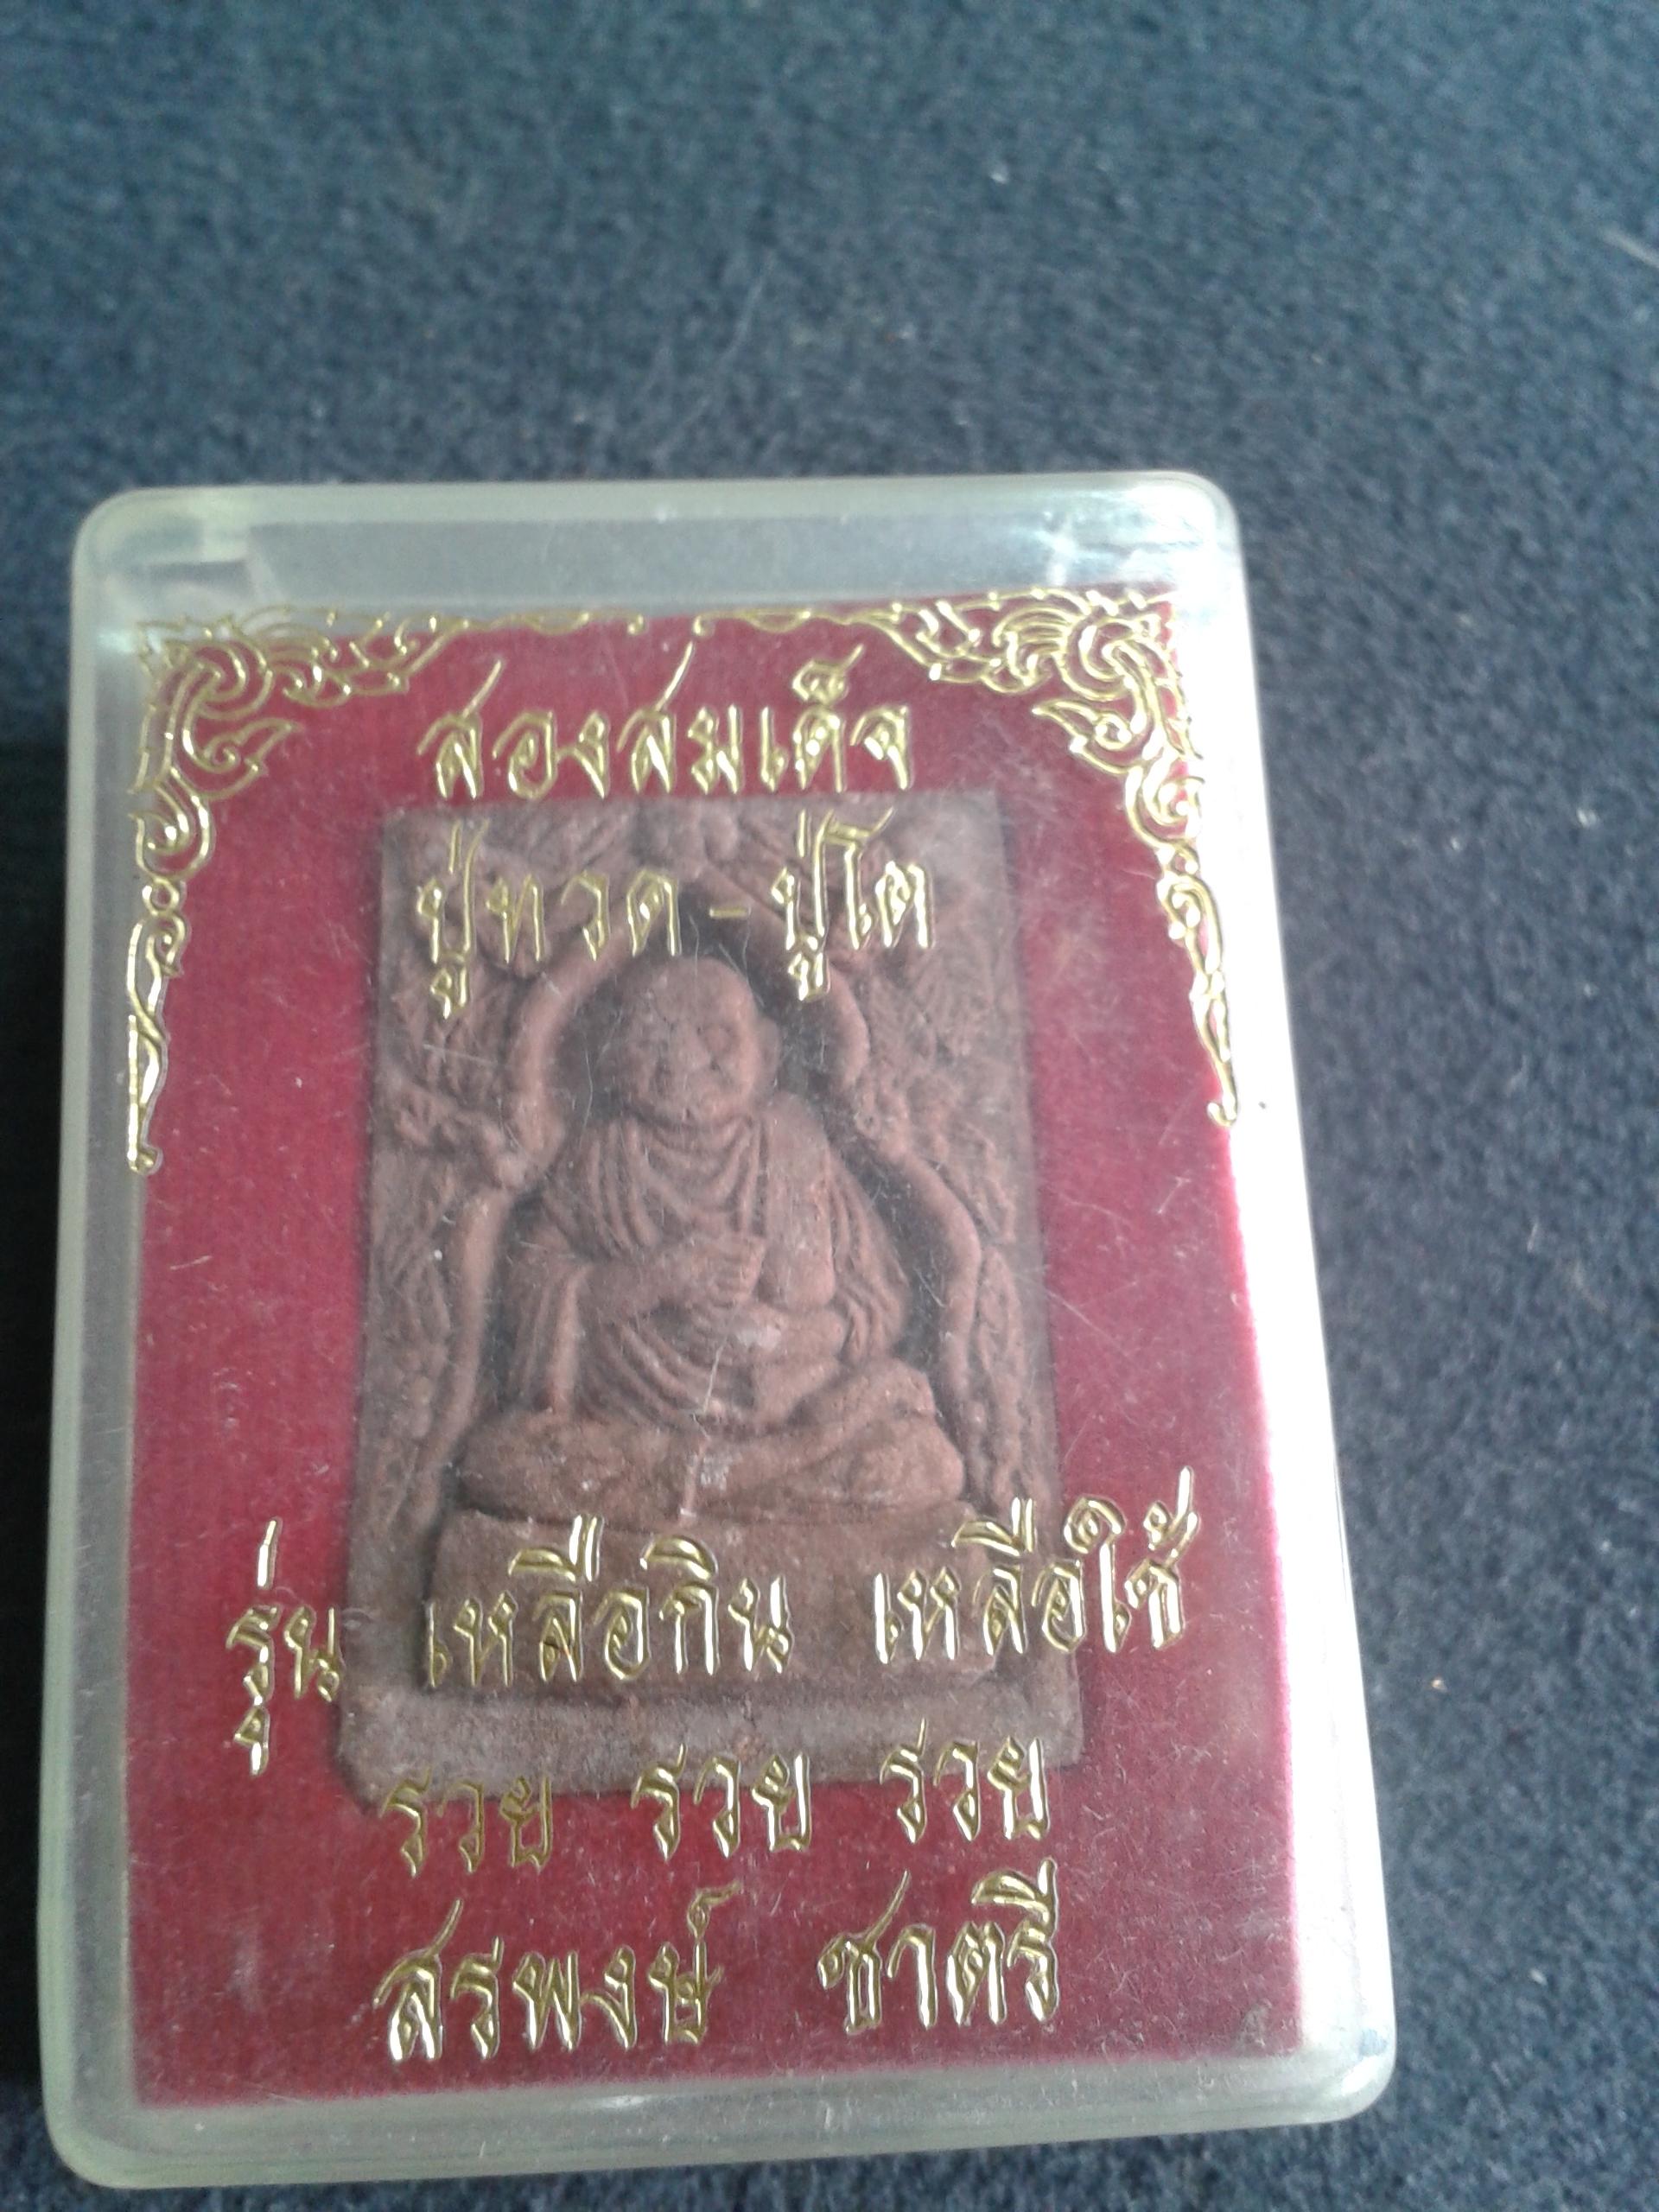 สองสมเด็จ
ปู่ทวด - ปู่โต
รุ่น เหลือกิน เหลือใช้
รวย รวย รวย
สรพงษ์ ชาตรี